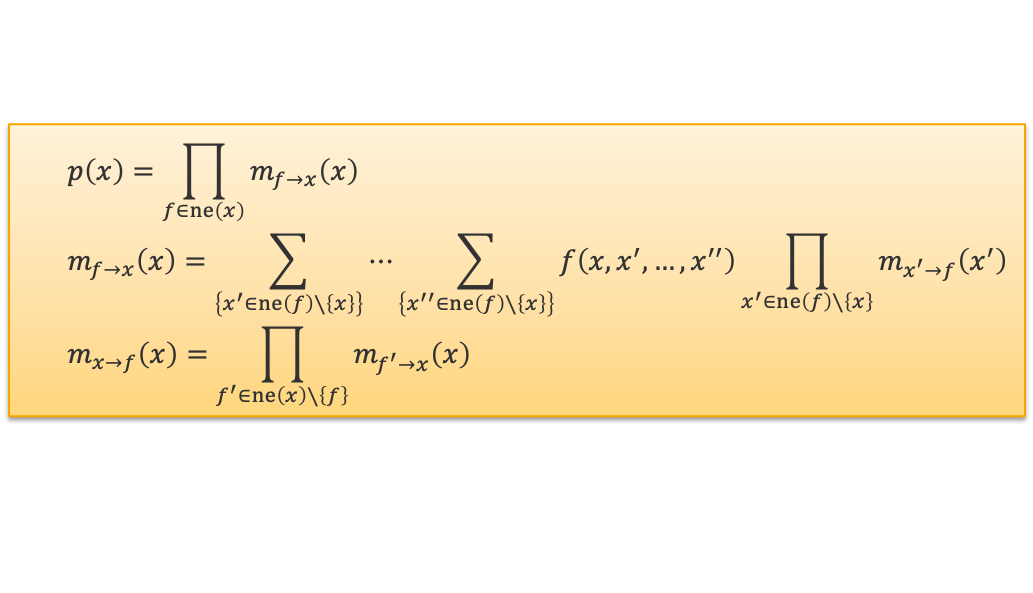 p(x) = ∏_{f∈ne(x)} m_{f→x}(x)
m_{f→x}(x) = ∑_{{x′∈ne(f)\{x}}} ⋯ ∑_{{x′′∈ne(f)\{x}}} f(x, x′, …, x′′) ∏_{x′∈ne(f)\{x}} m_{x′→f}(x′)
m_{x→f}(x) = ∏_{f′∈ne(x)\{f}} m_{f′→x}(x)